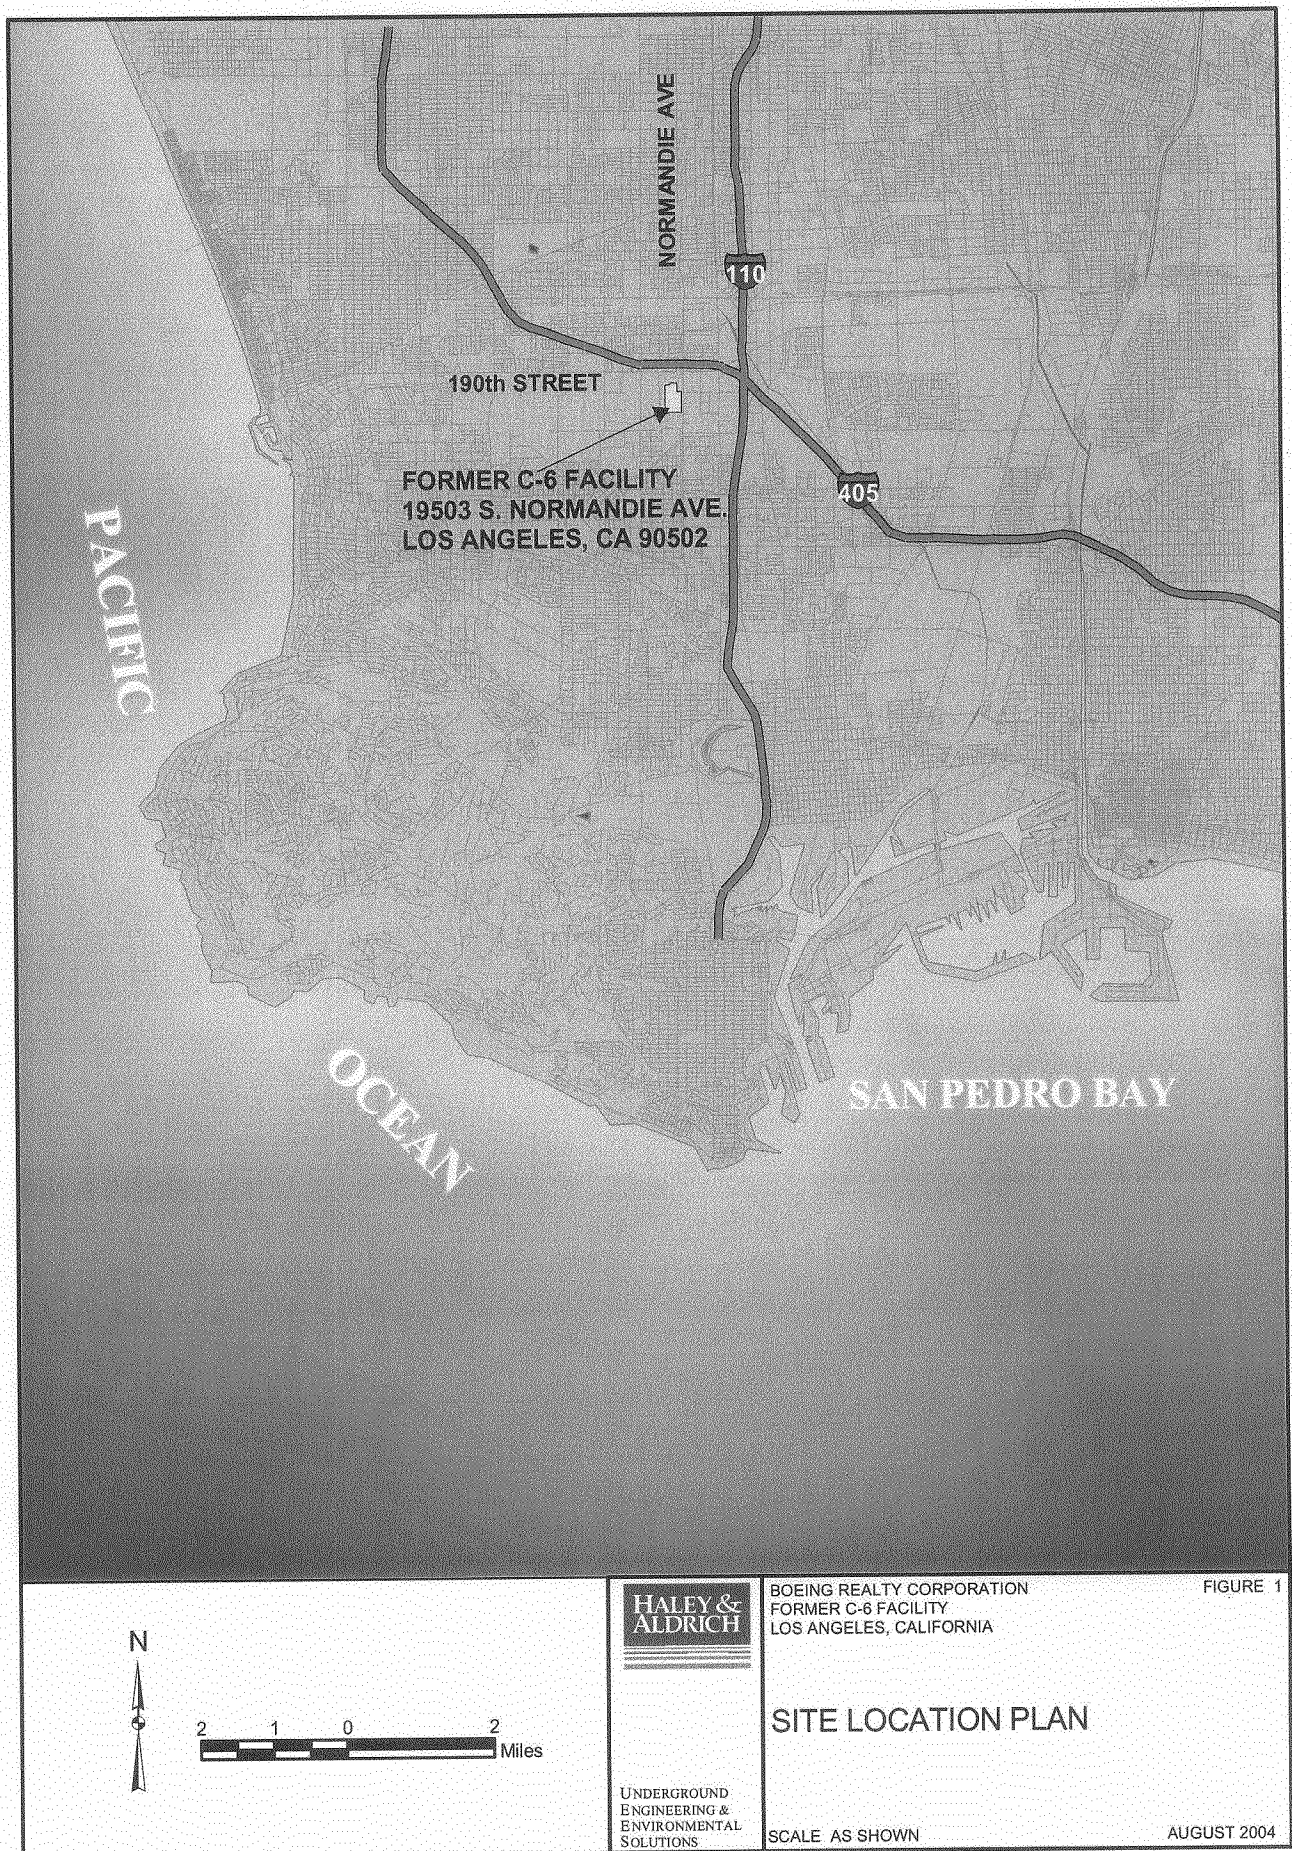 NORMANDIE AVE
110
190th STREET
FORMER C-6 FACILITY
19503 S. NORMANDIE AVE.
LOS ANGELES, CA 90502
405
PACIFIC
OCEAN
SAN PEDRO BAY
N
2 1 0 2
Miles
HALEY &
ALDRICH
UNDERGROUND
ENGINEERING &
ENVIRONMENTAL
SOLUTIONS
BOEING REALTY CORPORATION
FORMER C-6 FACILITY
LOS ANGELES, CALIFORNIA
FIGURE 1
SITE LOCATION PLAN
SCALE AS SHOWN
AUGUST 2004